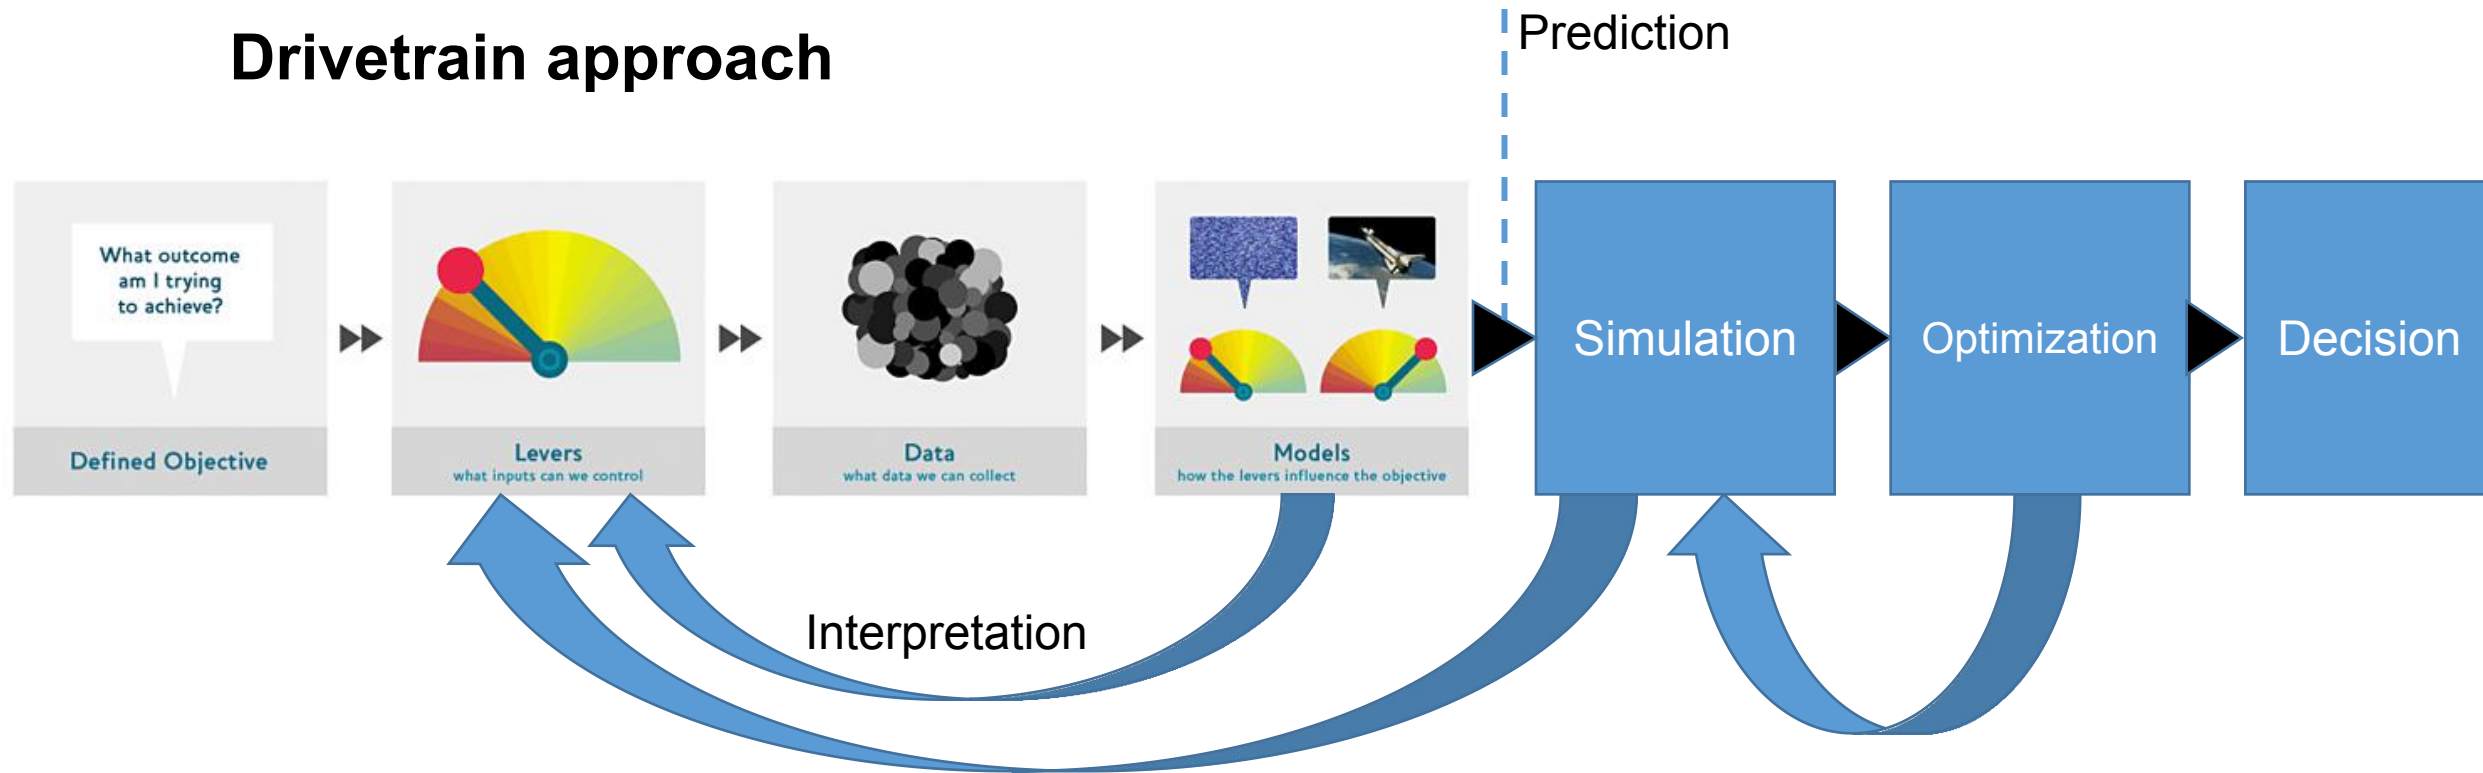 Drivetrain approach
Prediction
What outcome
am I trying
to achieve?
Defined Objective
Levers
what inputs can we control
Data
what data we can collect
Models
how the levers influence the objective
Simulation
Optimization
Decision
Interpretation